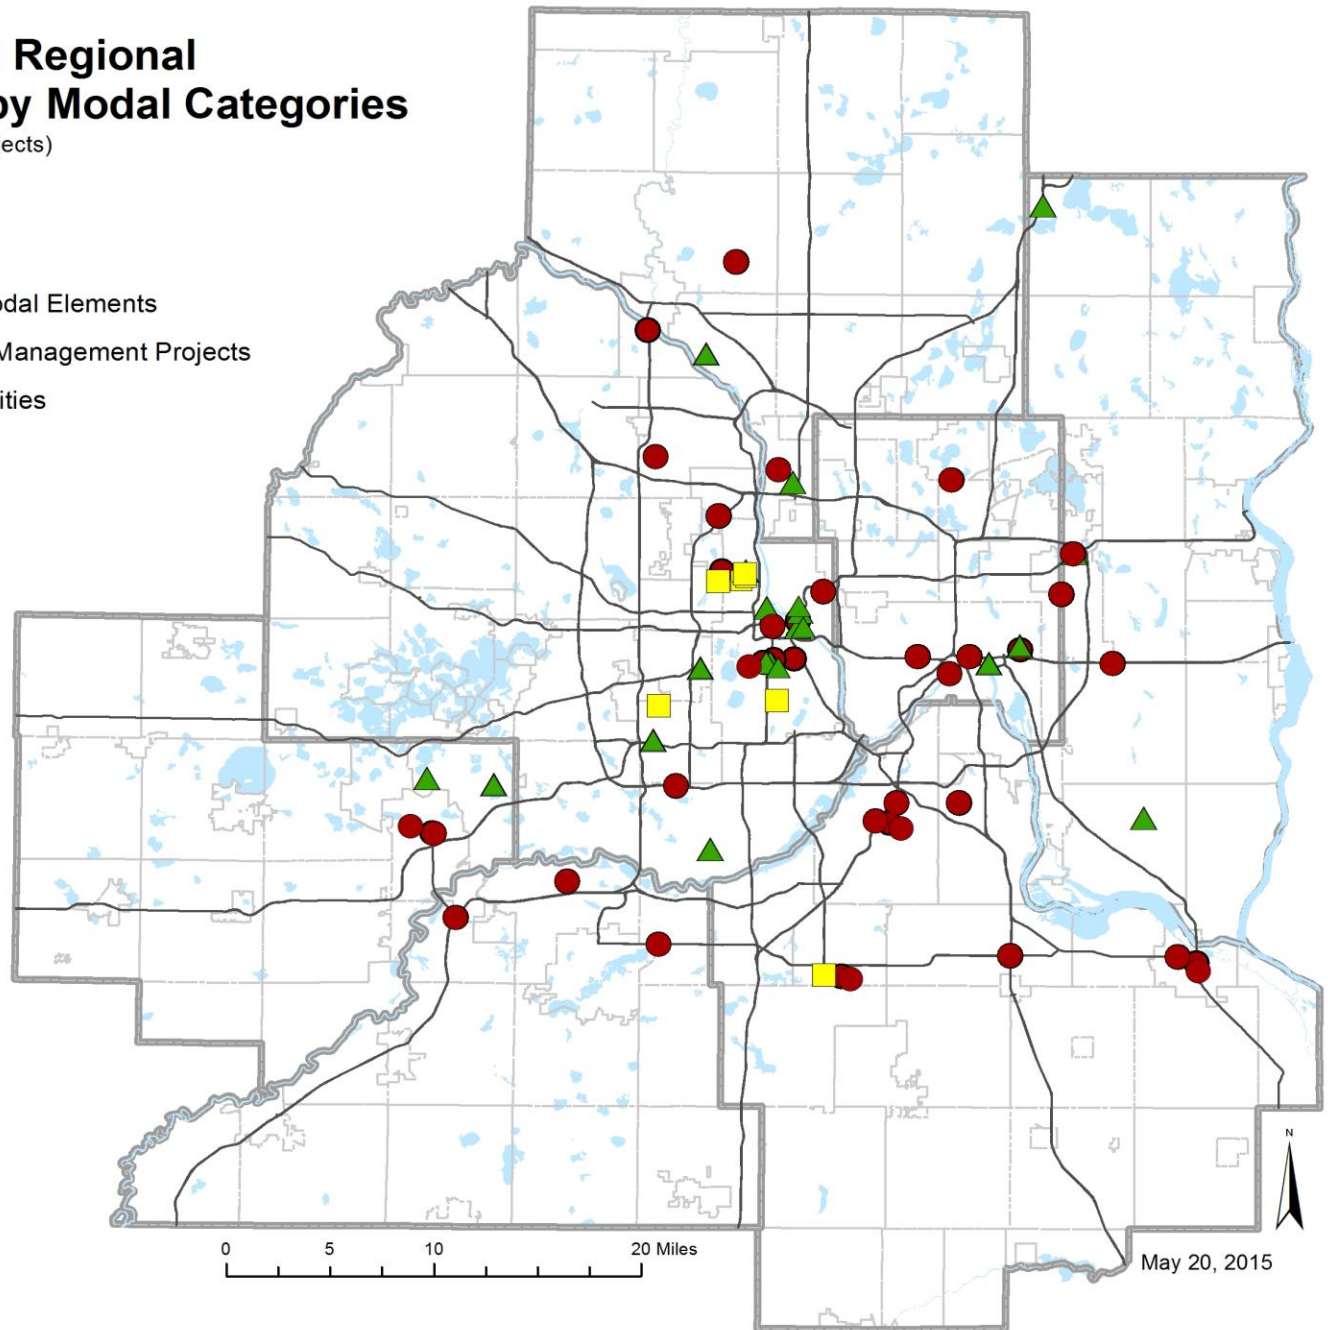 Regional
by Modal Categories
ects)
odal Elements
Management Projects
ities
N
0 5 10 20 Miles
May 20, 2015